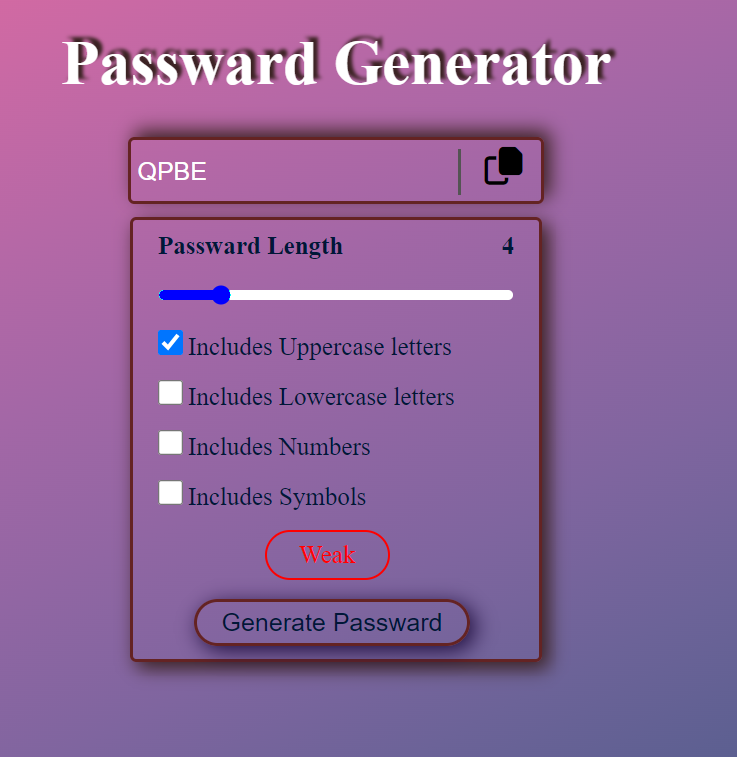 Passward Generator
QPBE
Passward Length 4
Includes Uppercase letters
Includes Lowercase letters
Includes Numbers
Includes Symbols
Weak
Generate Passward